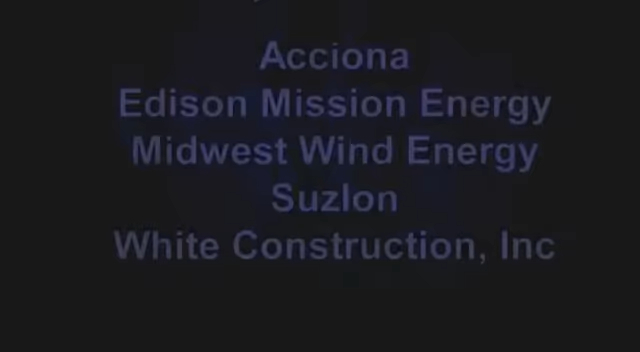 Acciona
Edison Mission Energy
Midwest Wind Energy
Suzlon
White Construction, Inc